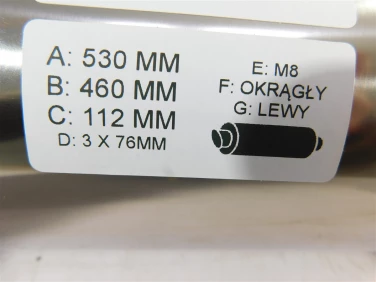 A: 530 MM
B: 460 MM
C: 112 MM
D: 3 X 76MM
E: M8
F: OKRĄGŁY
G: LEWY